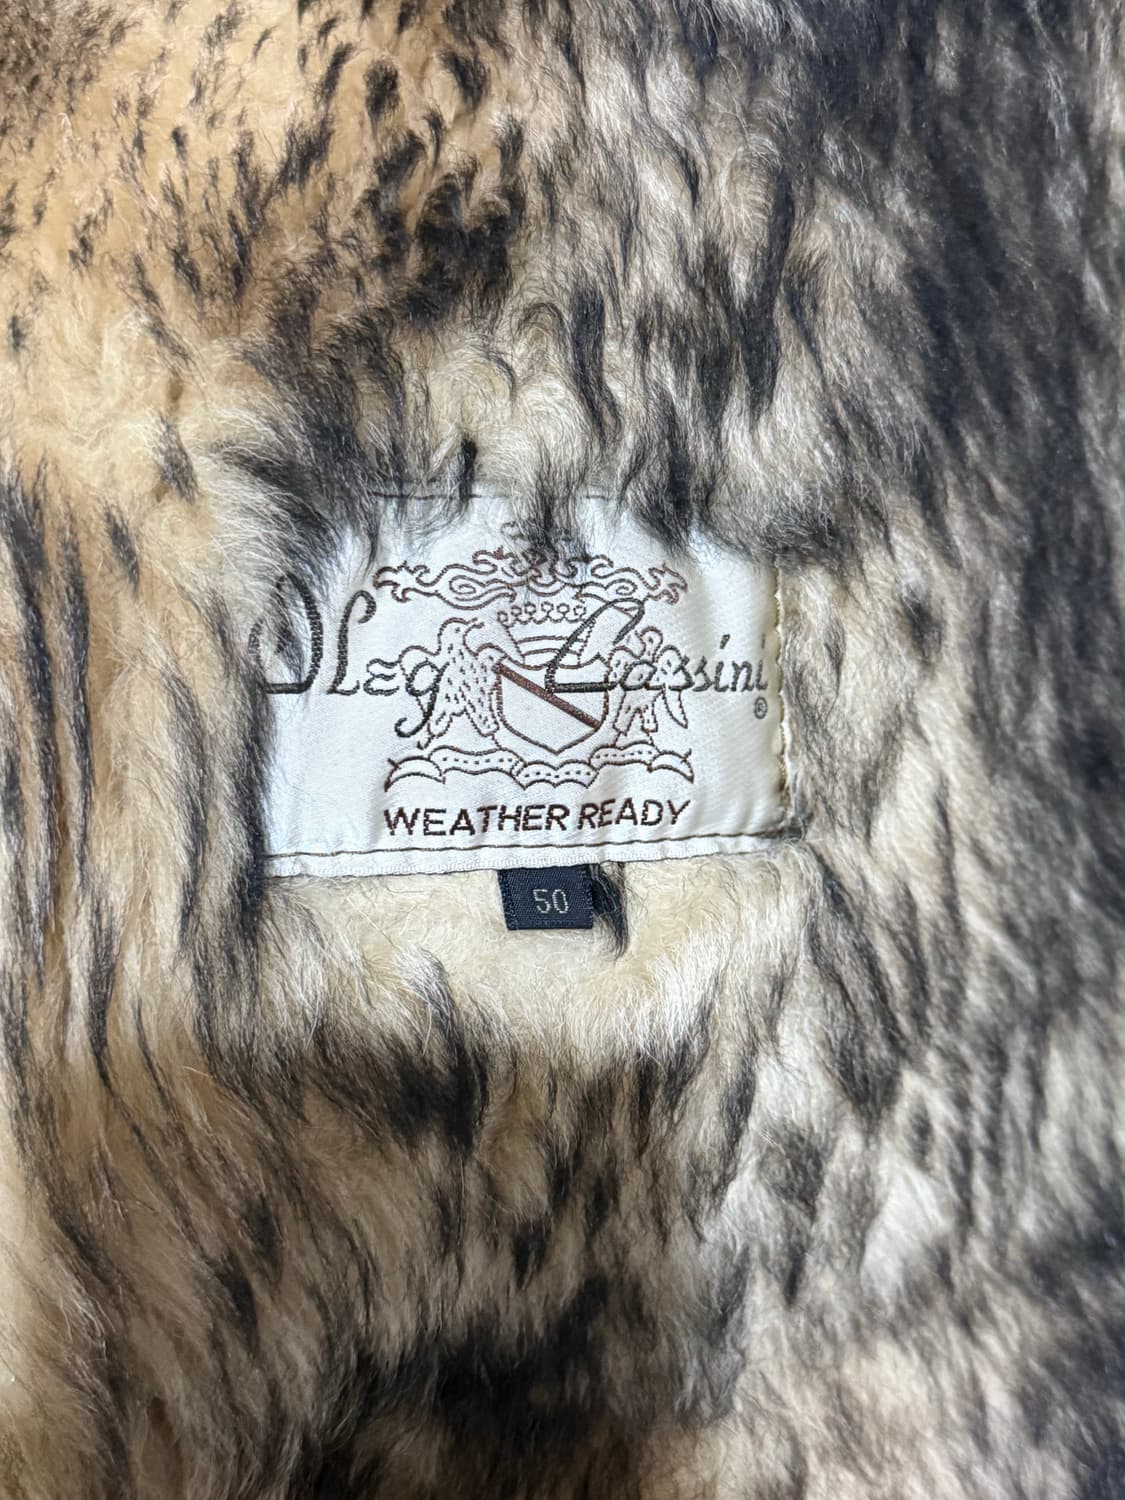 Oleg Cassini
®
WEATHER READY
50